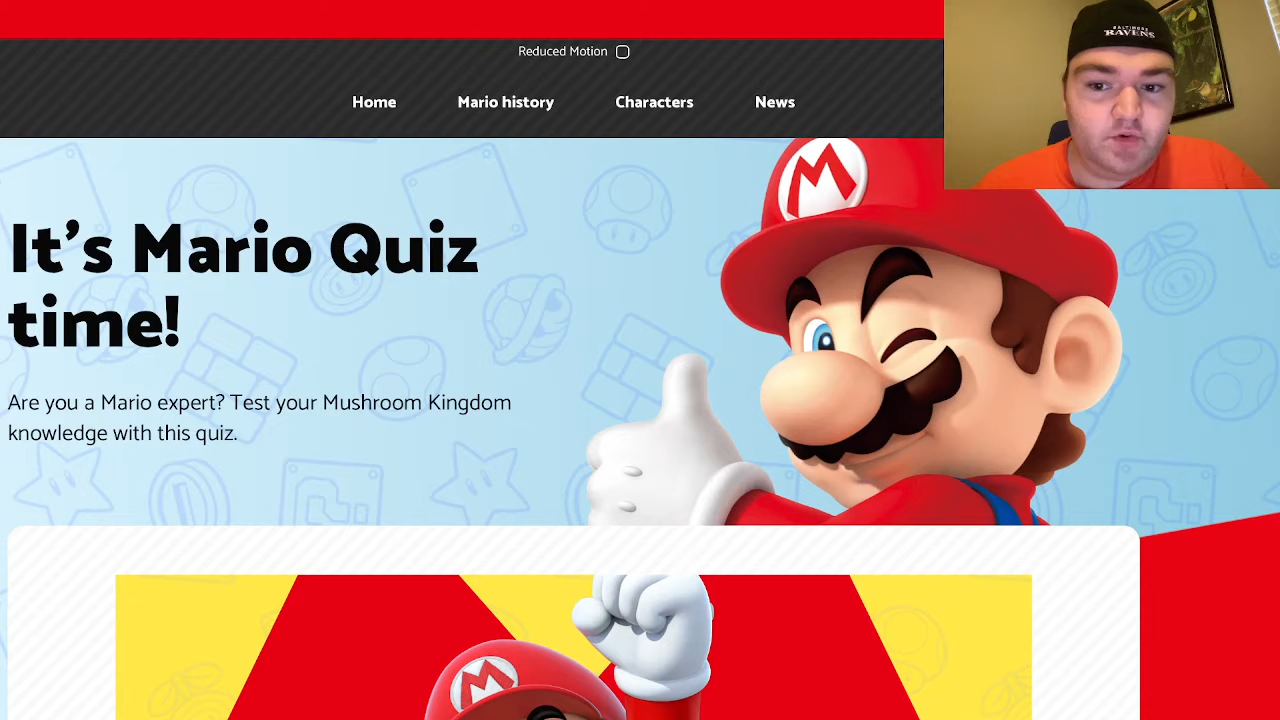 BALTIMORE
RAVENS
Reduced Motion
Home Mario history Characters News
M
It’s Mario Quiz
time!
Are you a Mario expert? Test your Mushroom Kingdom
knowledge with this quiz.
M